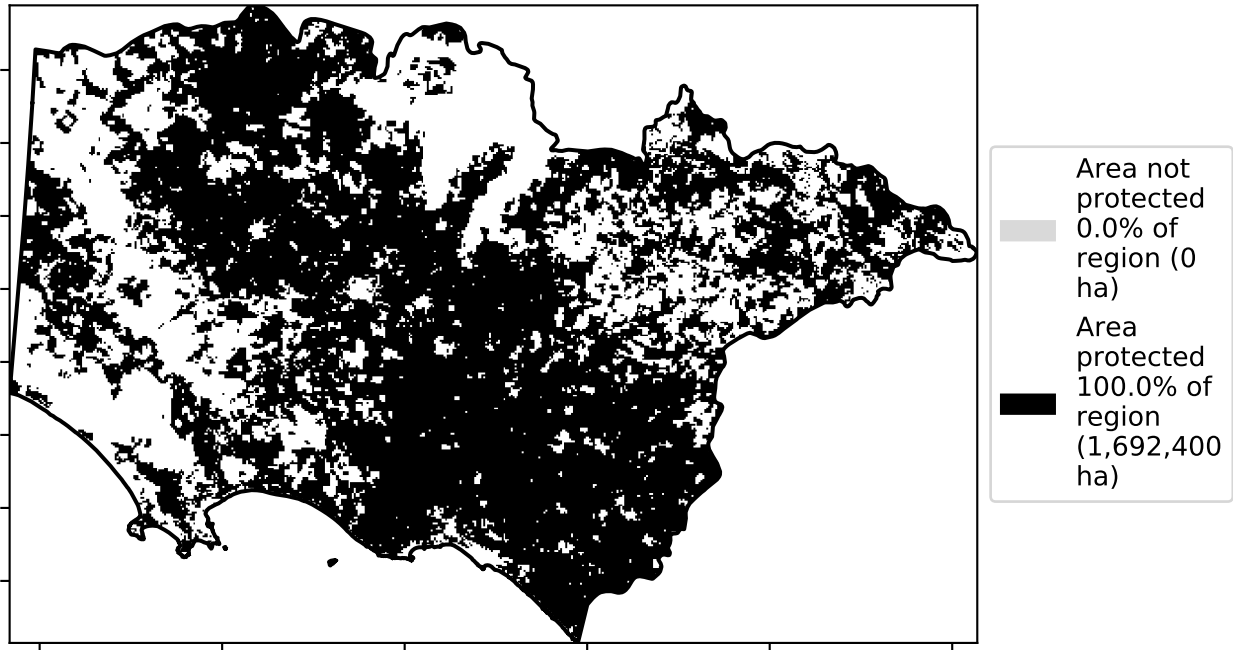 Area not
protected
0.0% of
region (0
ha)
Area
protected
100.0% of
region
(1,692,400
ha)